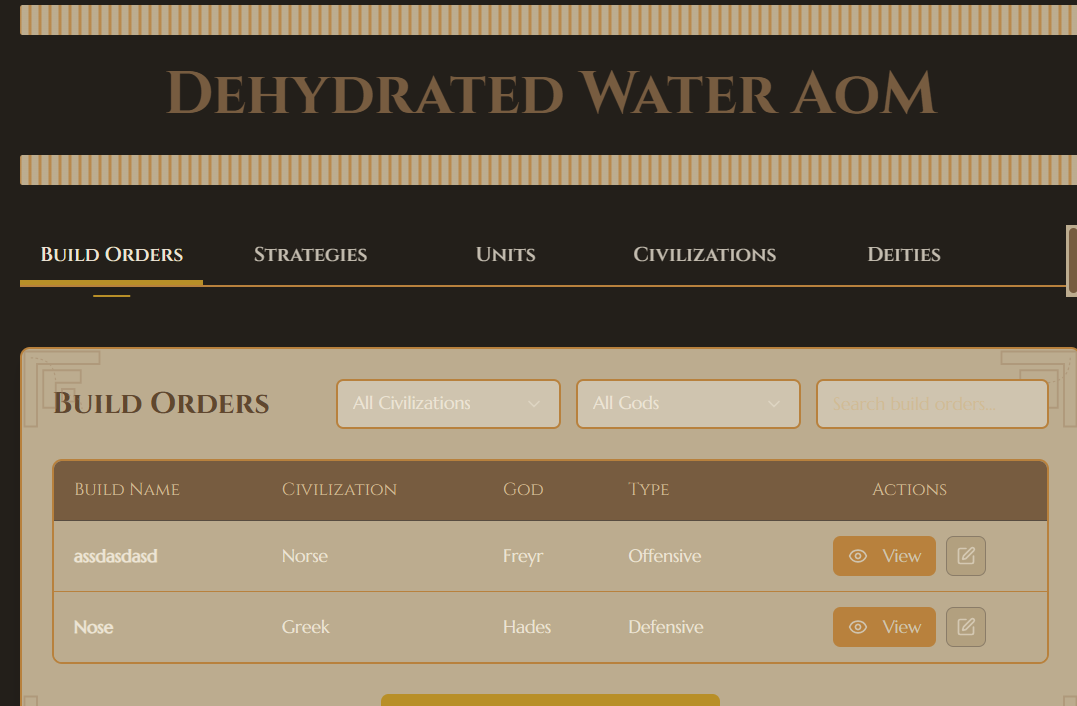 Dehydrated Water AoM
Build Orders Strategies Units Civilizations Deities
Build Orders All Civilizations All Gods Search build orders...
Build Name Civilization God Type Actions
assdasdasd Norse Freyr Offensive View
Nose Greek Hades Defensive View